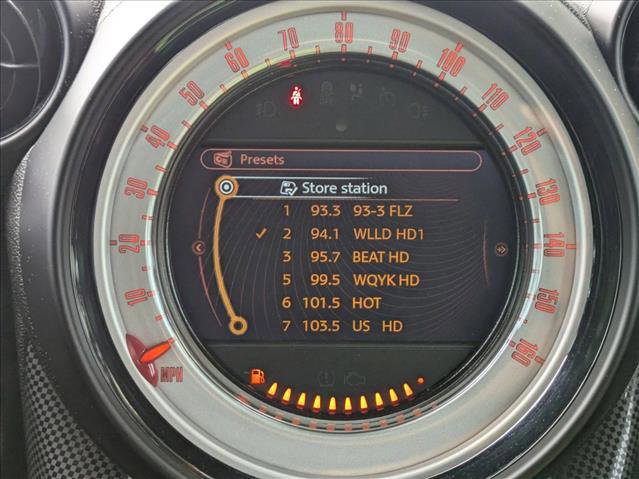 10
20
30
40
50
60
70
80
90
100
110
120
130
140
150
160
MPH
Presets
Store station
1 93.3 93-3 FLZ
✓ 2 94.1 WLLD HD1
3 95.7 BEAT HD
5 99.5 WQYK HD
6 101.5 HOT
7 103.5 US HD